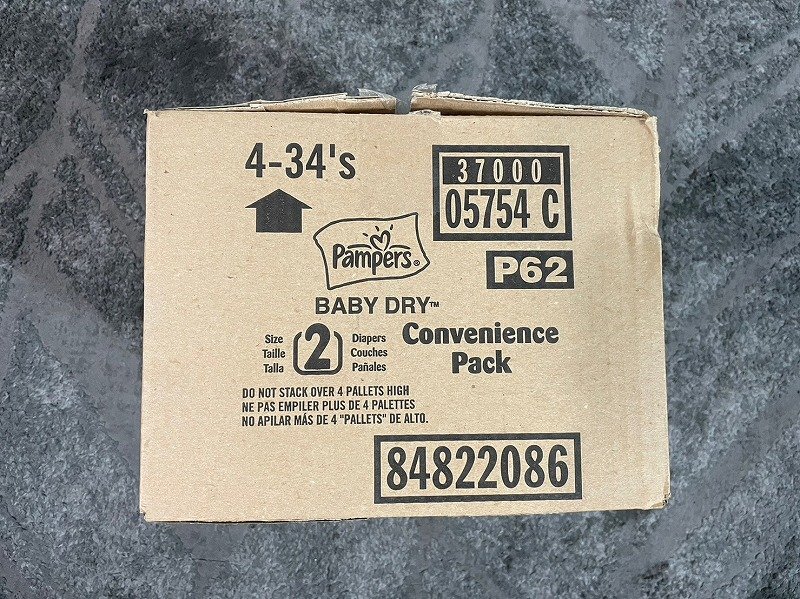 4-34's
37000
05754 C
Pampers®
P62
BABY DRY™
Size
Taille
Talla
2
Diapers
Couches
Pañales
Convenience
Pack
DO NOT STACK OVER 4 PALLETS HIGH
NE PAS EMPILER PLUS DE 4 PALETTES
NO APILAR MÁS DE 4 "PALLETS" DE ALTO.
84822086